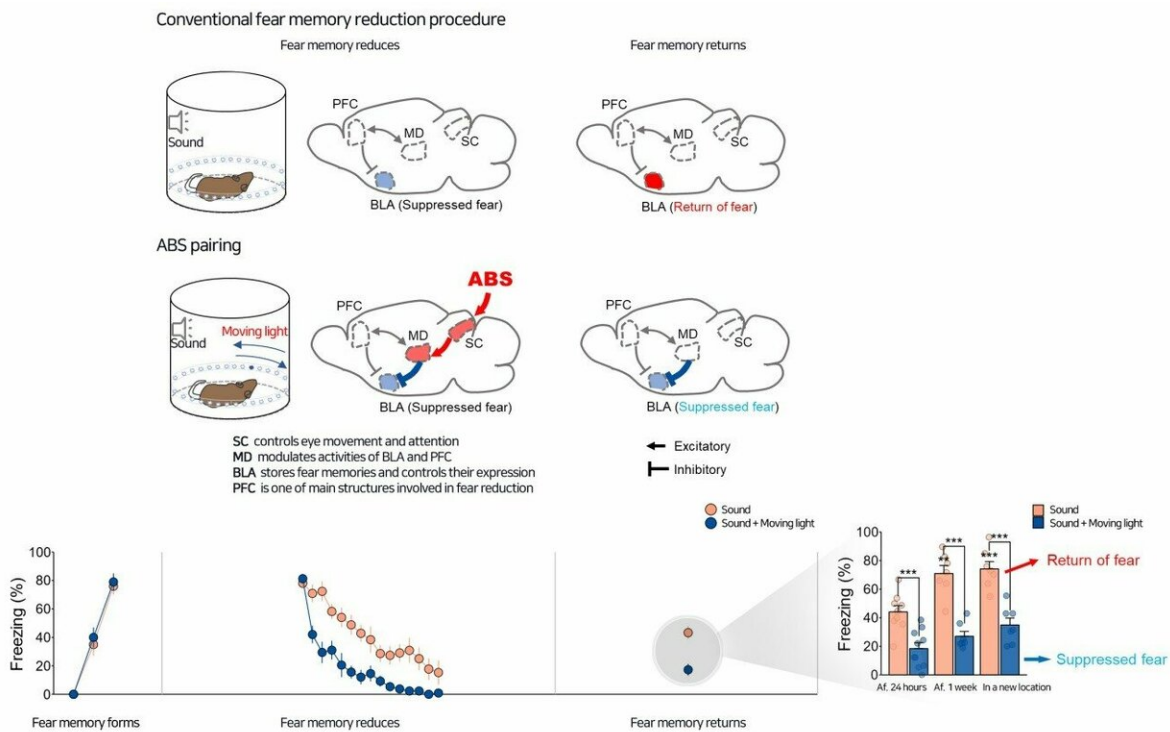 Conventional fear memory reduction procedure
Fear memory reduces
Fear memory returns
Sound
PFC
MD
SC
BLA (Suppressed fear)
PFC
MD
SC
BLA (Return of fear)
ABS pairing
Sound
Moving light
ABS
PFC
MD
SC
BLA (Suppressed fear)
PFC
MD
SC
BLA (Suppressed fear)
SC controls eye movement and attention
MD modulates activities of BLA and PFC
BLA stores fear memories and controls their expression
PFC is one of main structures involved in fear reduction
Excitatory
Inhibitory
Sound
Sound + Moving light
Freezing (%)
100
80
60
40
20
0
Fear memory forms
Fear memory reduces
Fear memory returns
Sound
Sound + Moving light
Freezing (%)
100
80
60
40
20
0
***
**
***
***
***
Return of fear
Suppressed fear
Af. 24 hours
Af. 1 week
In a new location